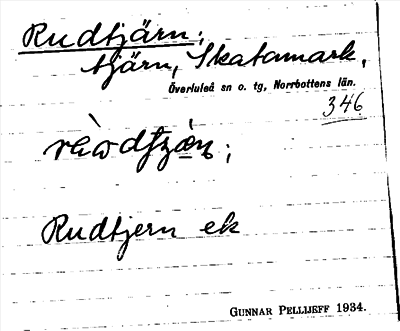 Rudtjärn;
tjärn, Skatamark,
Överluleå sn o. tg, Norrbottens län.
346
Rudtjern ek
GUNNAR PELLIJEFF 1934.